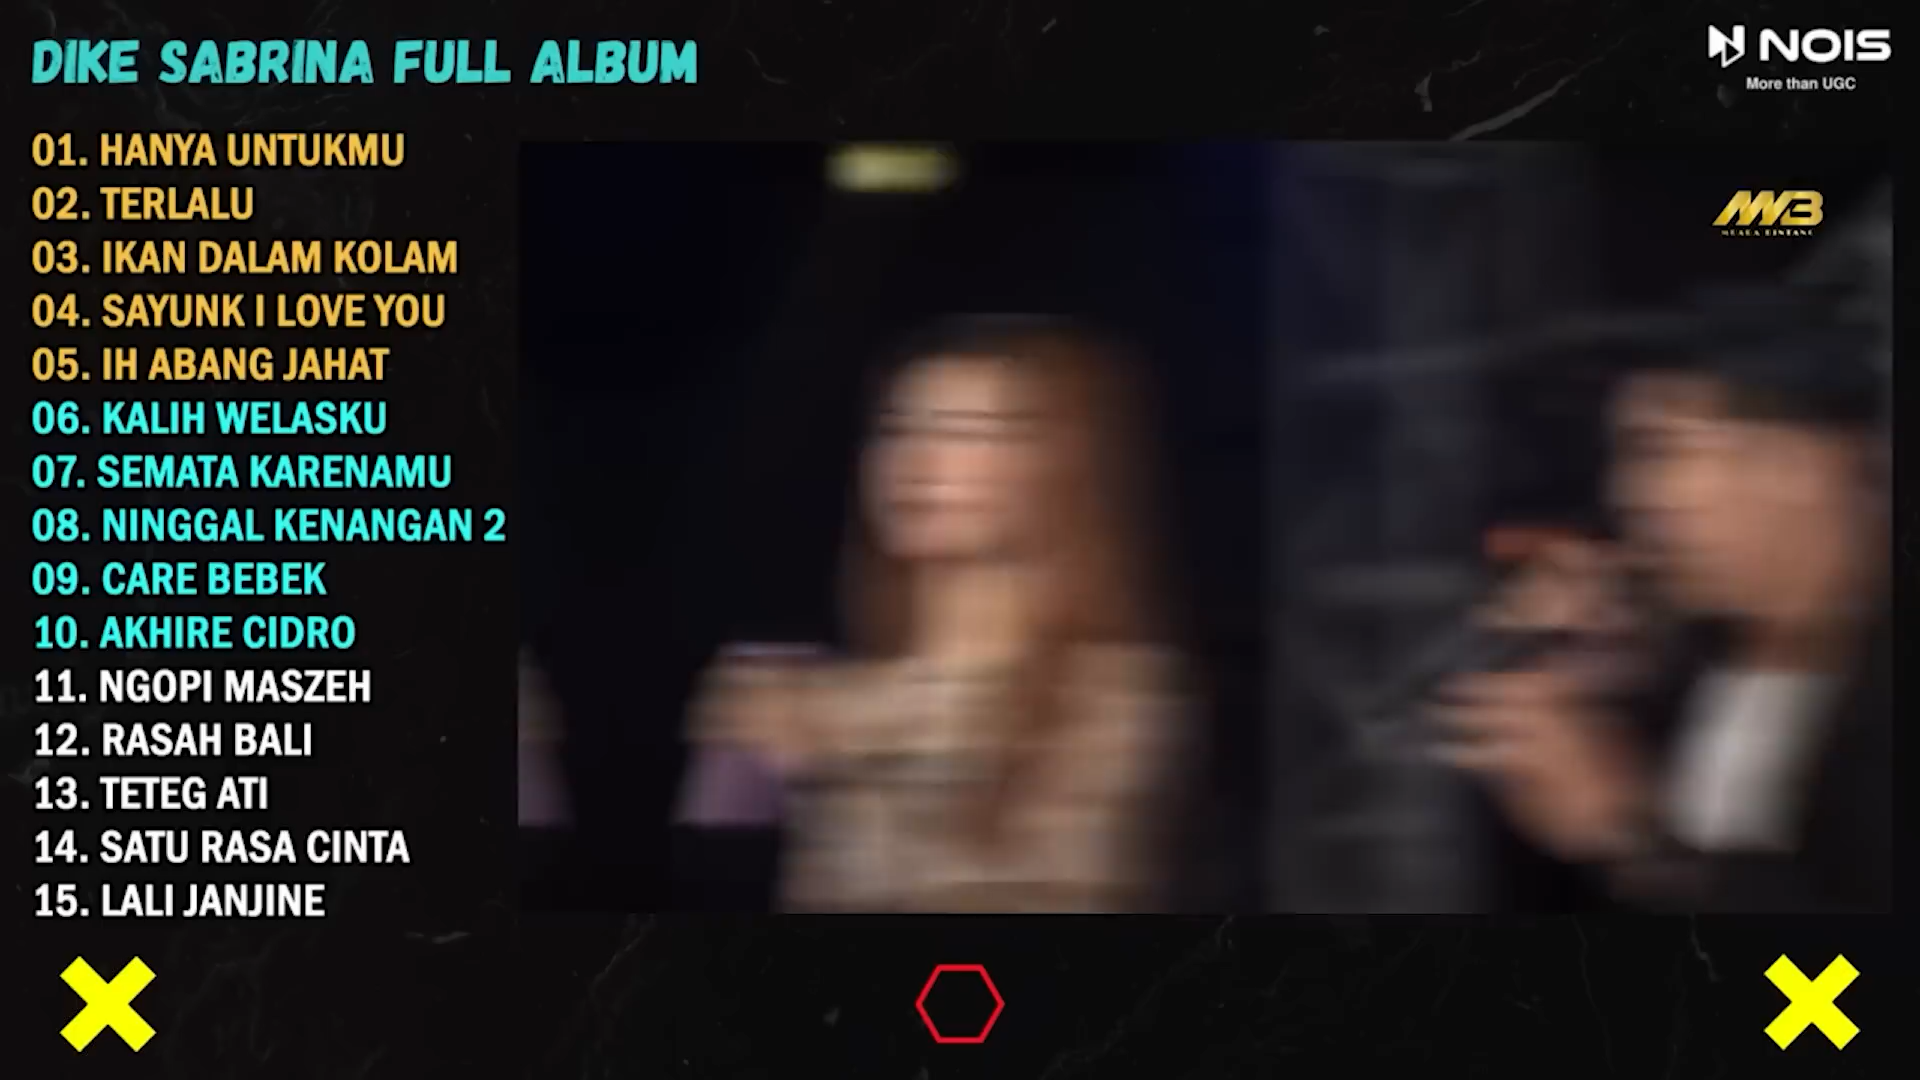 DIKE SABRINA FULL ALBUM
NOIS
More than UGC
01. HANYA UNTUKMU
02. TERLALU
03. IKAN DALAM KOLAM
04. SAYUNK I LOVE YOU
05. IH ABANG JAHAT
06. KALIH WELASKU
07. SEMATA KARENAMU
08. NINGGAL KENANGAN 2
09. CARE BEBEK
10. AKHIRE CIDRO
11. NGOPI MASZEH
12. RASAH BALI
13. TETEG ATI
14. SATU RASA CINTA
15. LALI JANJINE